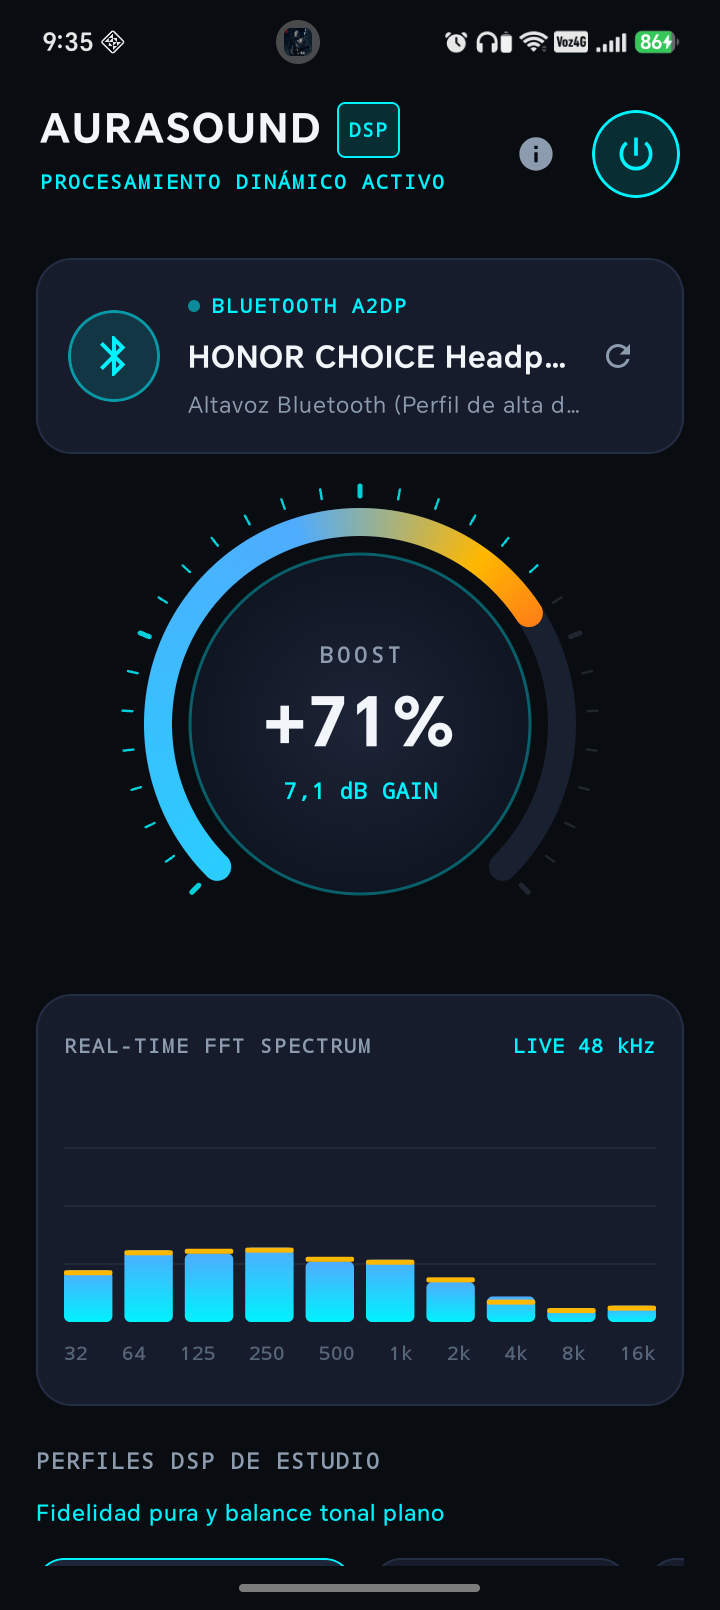 9:35
Voz4G
86
AURASOUND
DSP
PROCESAMIENTO DINÁMICO ACTIVO
BLUETOOTH A2DP
HONOR CHOICE Headp...
Altavoz Bluetooth (Perfil de alta d...
BOOST
+71%
7,1 dB GAIN
REAL-TIME FFT SPECTRUM
LIVE 48 kHz
32 64 125 250 500 1k 2k 4k 8k 16k
PERFILES DSP DE ESTUDIO
Fidelidad pura y balance tonal plano